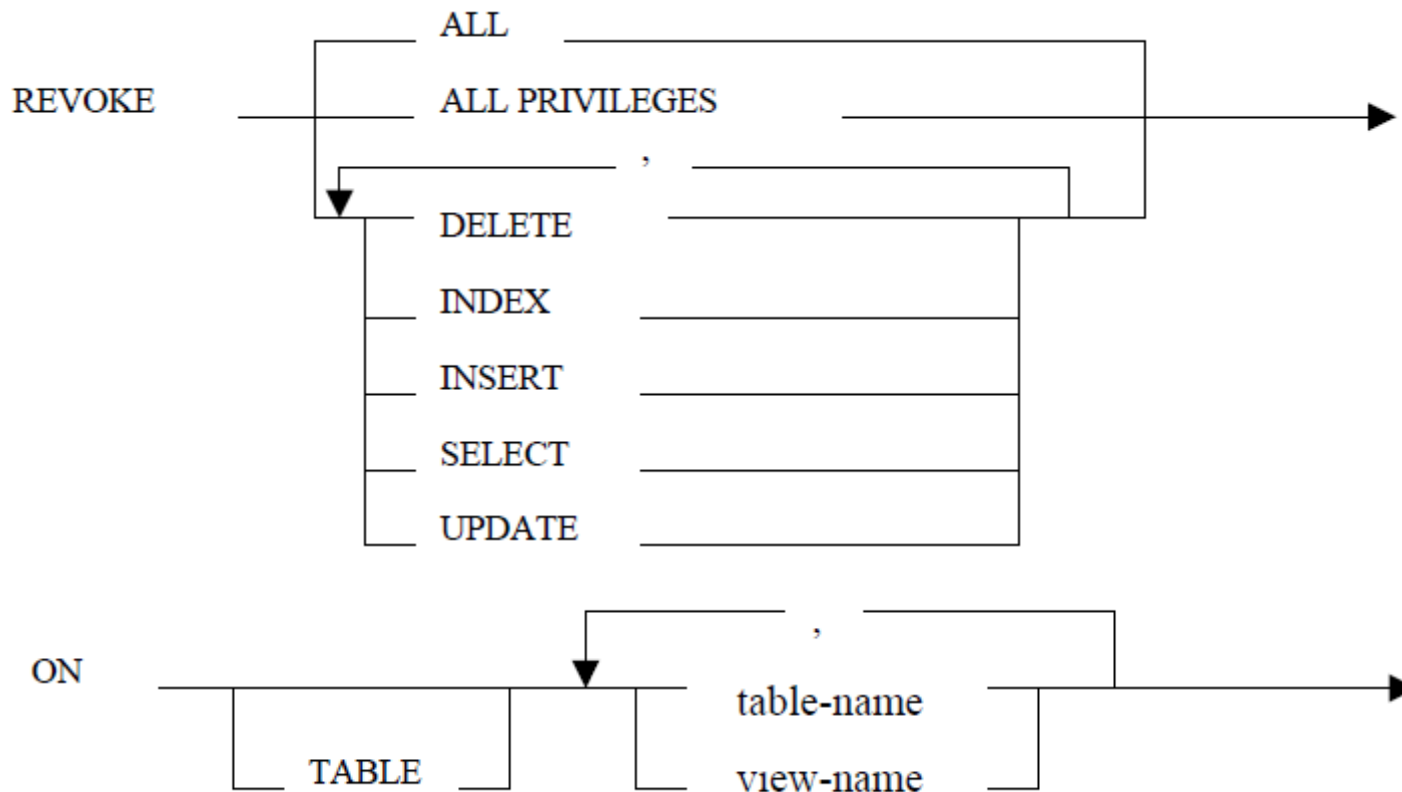 ALL
REVOKE ALL PRIVILEGES
,
DELETE
INDEX
INSERT
SELECT
UPDATE
,
ON table-name
TABLE view-name